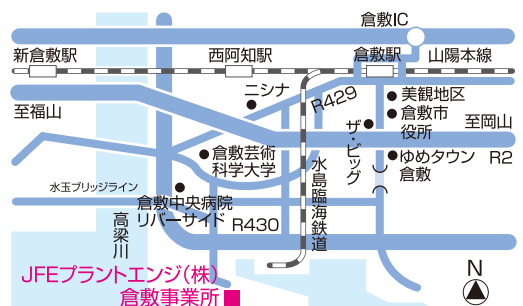 倉敷IC
新倉敷駅
西阿知駅
倉敷駅
山陽本線
ニシナ
R429
美観地区
倉敷市
役所
至福山
至岡山
ザ・ビッグ
倉敷芸術
科学大学
ゆめタウン
倉敷
R2
水玉ブリッジライン
倉敷中央病院
リバーサイド
水島臨海鉄道
高梁川
R430
JFEプラントエンジ(株)
倉敷事業所
N